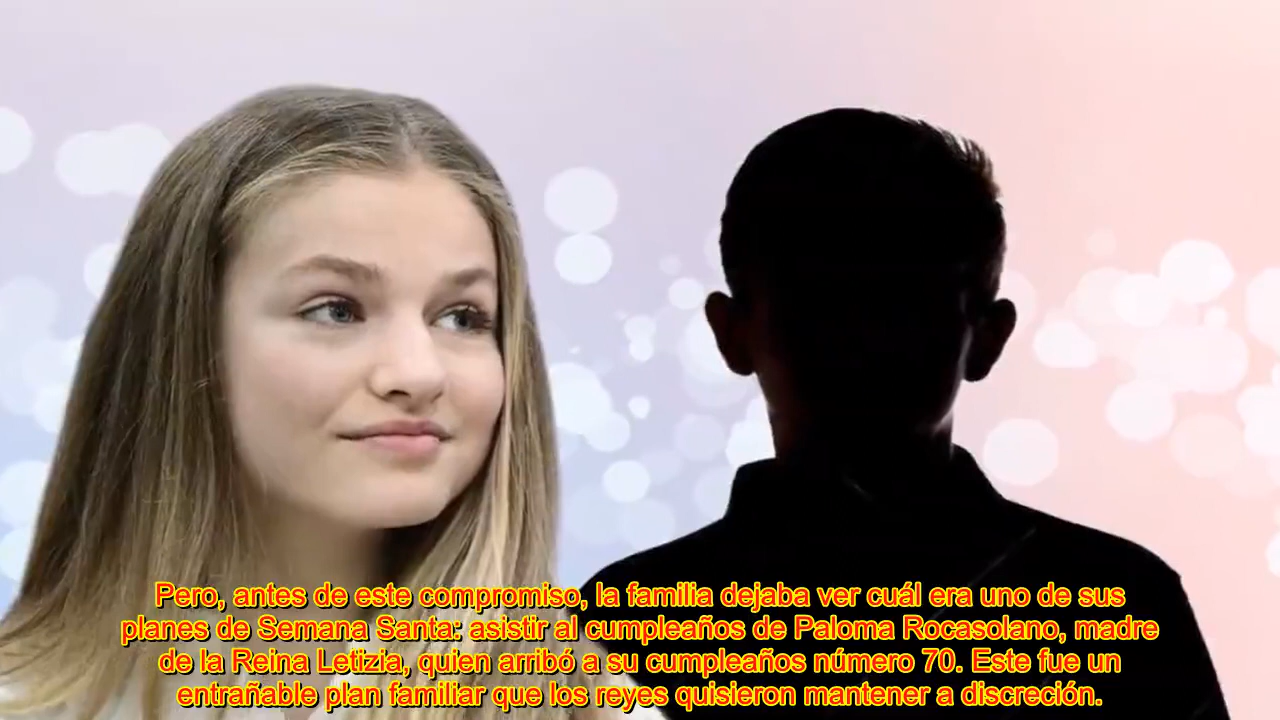 Pero, antes de este compromiso, la familia dejaba ver cuál era uno de sus
planes de Semana Santa: asistir al cumpleaños de Paloma Rocasolano, madre
de la Reina Letizia, quien arribó a su cumpleaños número 70. Este fue un
entrañable plan familiar que los reyes quisieron mantener a discreción.